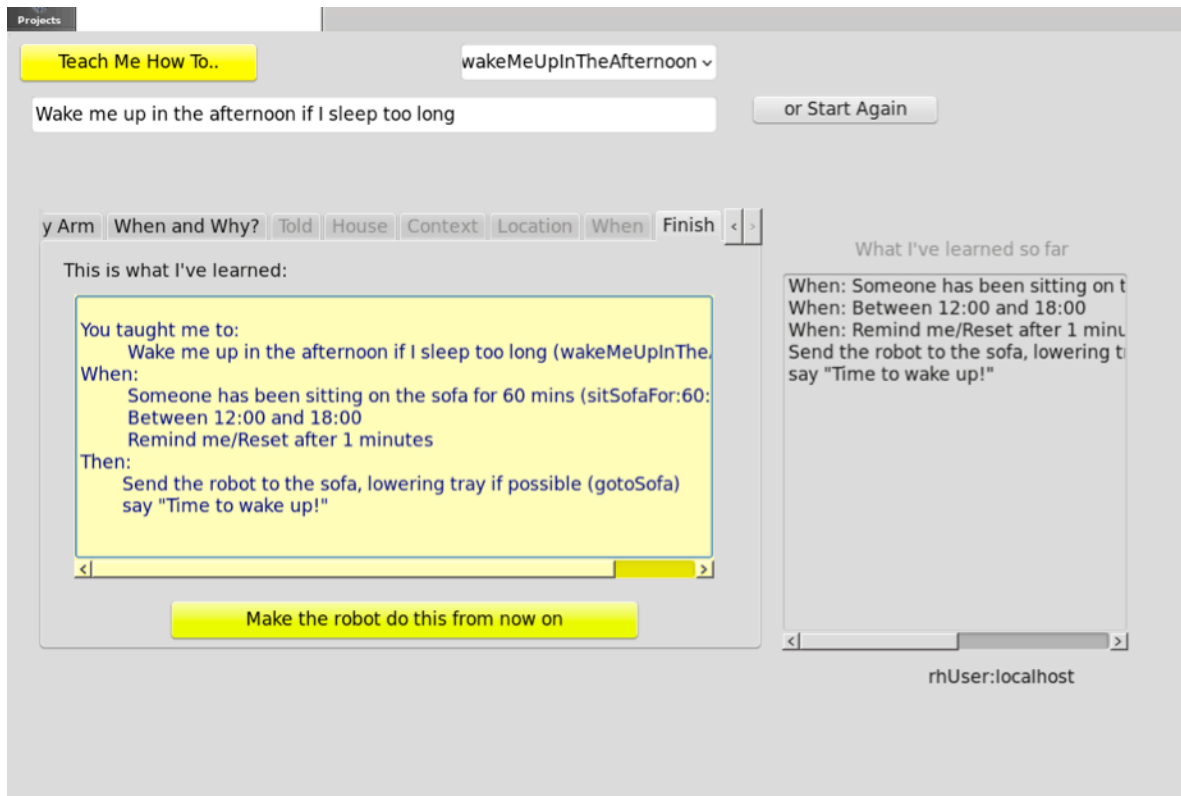 Projects
Teach Me How To..
wakeMeUpInTheAfternoon
Wake me up in the afternoon if I sleep too long
or Start Again
y Arm When and Why? Told House Context Location When Finish
This is what I've learned:
You taught me to:
Wake me up in the afternoon if I sleep too long (wakeMeUpInThe
When:
Someone has been sitting on the sofa for 60 mins (sitSofaFor:60:
Between 12:00 and 18:00
Remind me/Reset after 1 minutes
Then:
Send the robot to the sofa, lowering tray if possible (gotoSofa)
say "Time to wake up!"
Make the robot do this from now on
What I've learned so far
When: Someone has been sitting on t
When: Between 12:00 and 18:00
When: Remind me/Reset after 1 minu
Send the robot to the sofa, lowering t
say "Time to wake up!"
rhUser:localhost